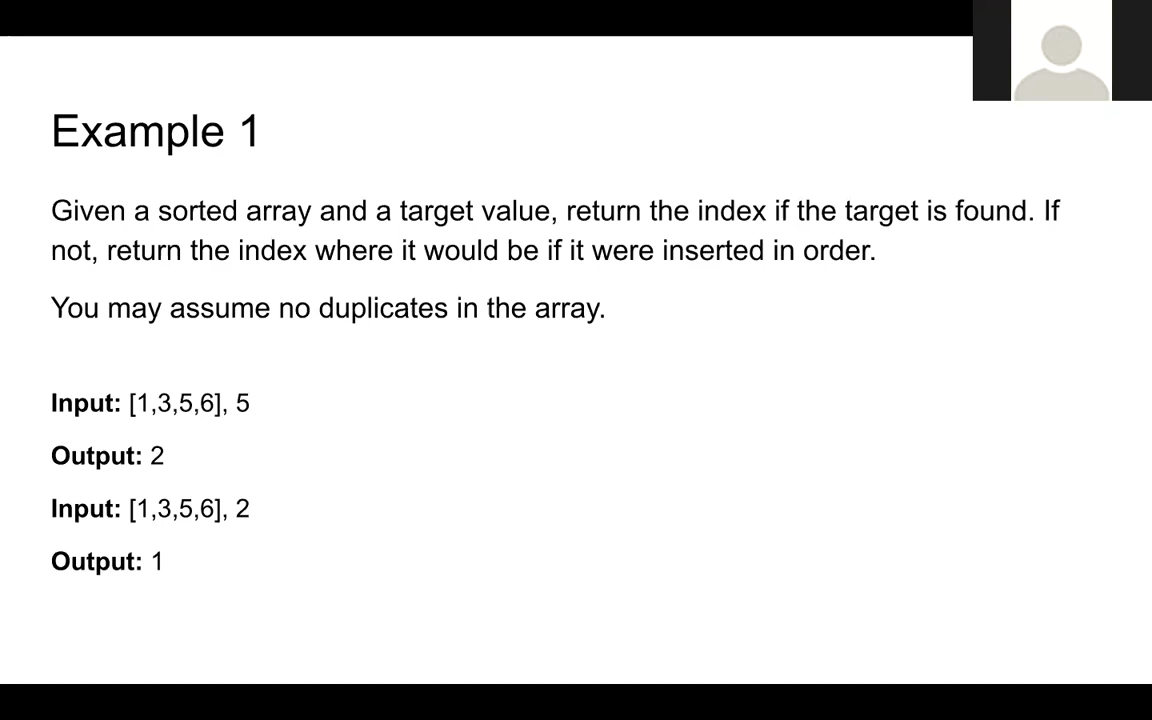 Example 1
Given a sorted array and a target value, return the index if the target is found. If
not, return the index where it would be if it were inserted in order.
You may assume no duplicates in the array.
Input: [1,3,5,6], 5
Output: 2
Input: [1,3,5,6], 2
Output: 1